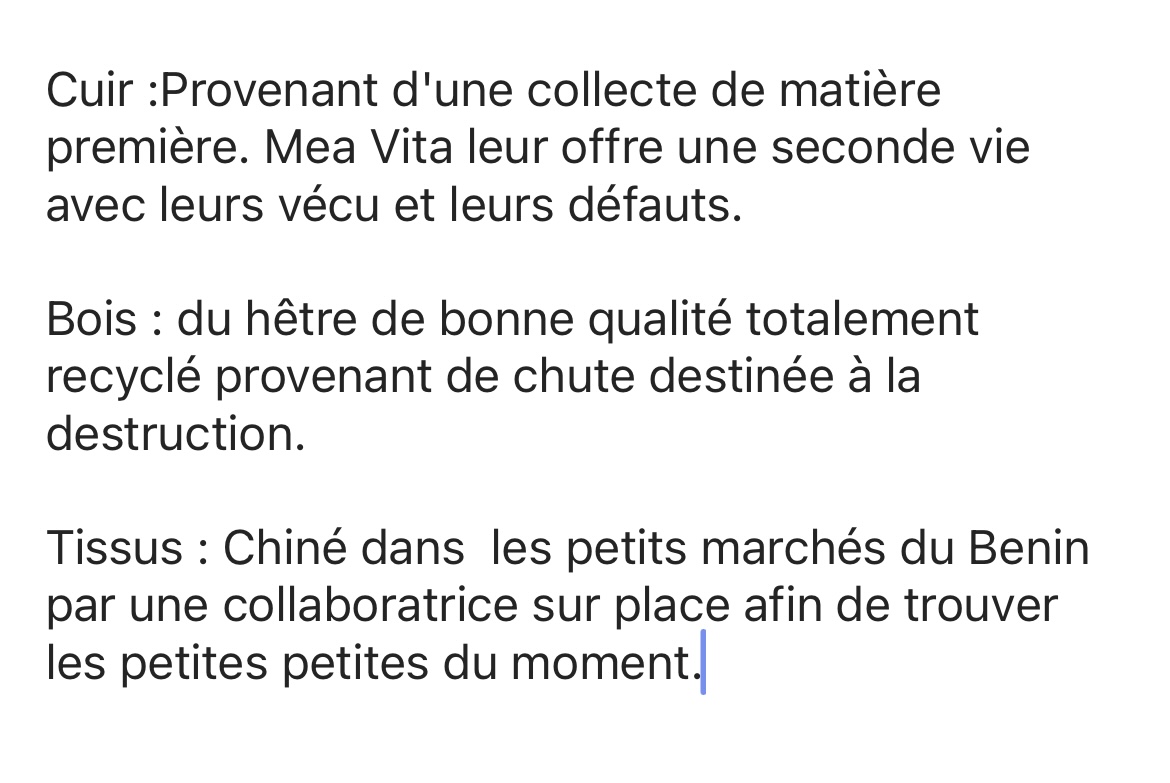 Cuir :Provenant d'une collecte de matière
première. Mea Vita leur offre une seconde vie
avec leurs vécu et leurs défauts.
Bois : du hêtre de bonne qualité totalement
recyclé provenant de chute destinée à la
destruction.
Tissus : Chiné dans  les petits marchés du Benin
par une collaboratrice sur place afin de trouver
les petites petites du moment.